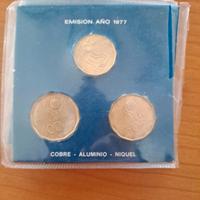 EMISION AÑO 1977
COBRE - ALUMINIO - NIQUEL